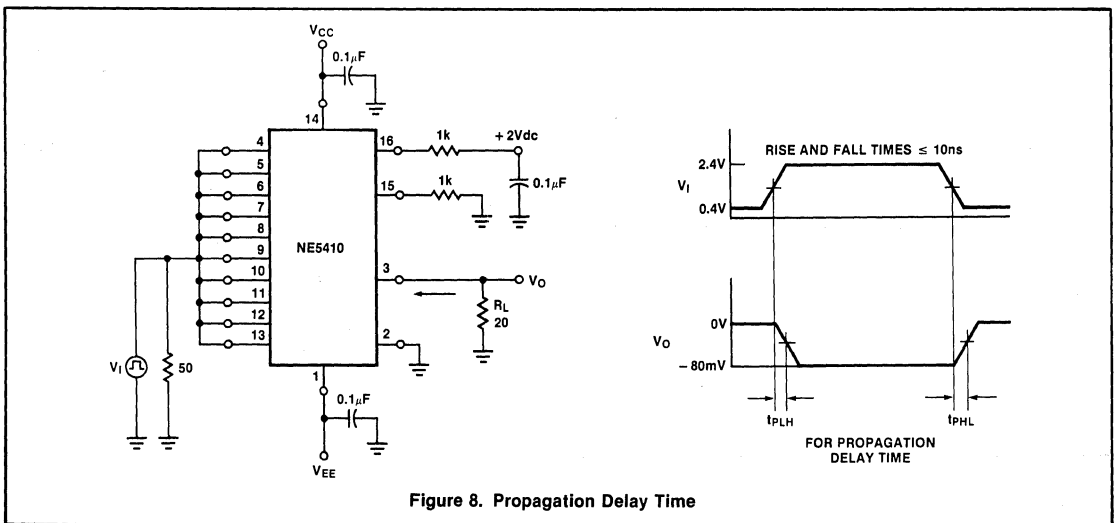 VCC
0.1µF
14
4
5
6
7
8
9
10
11
12
13
16
1k
+2Vdc
0.1µF
15
1k
NE5410
3
VO
RL
20
2
VI
50
1
0.1µF
VEE
RISE AND FALL TIMES ≤ 10ns
2.4V
VI
0.4V
0V
VO
-80mV
tPLH
tPHL
FOR PROPAGATION
DELAY TIME
Figure 8. Propagation Delay Time